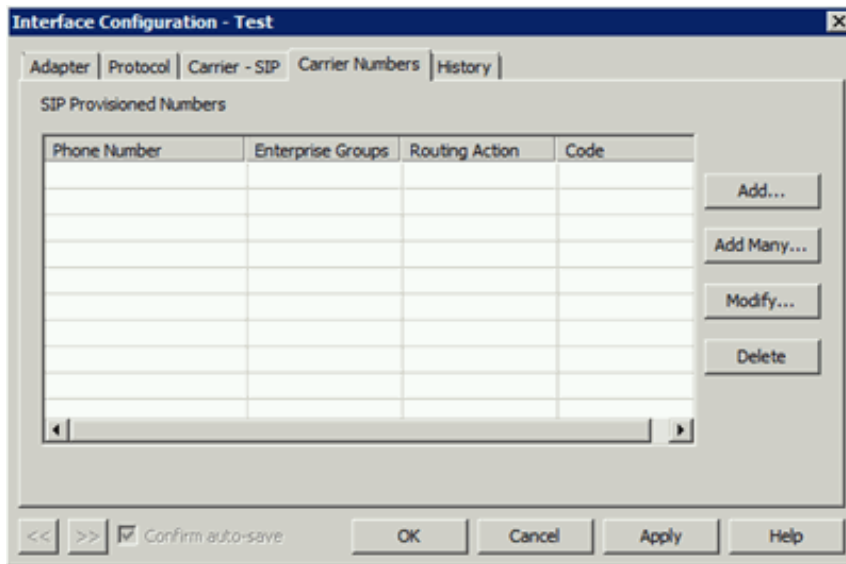 Interface Configuration - Test
Adapter Protocol Carrier - SIP Carrier Numbers History
SIP Provisioned Numbers
Phone Number Enterprise Groups Routing Action Code
Add...
Add Many...
Modify...
Delete
<< >> Confirm auto-save OK Cancel Apply Help